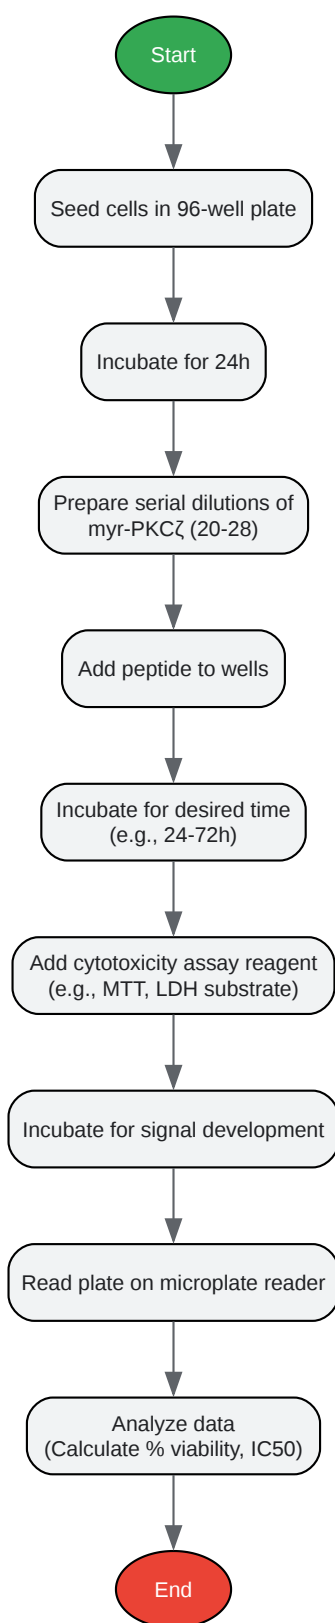 Start
Seed cells in 96-well plate
Incubate for 24h
Prepare serial dilutions of
myr-PKCζ (20-28)
Add peptide to wells
Incubate for desired time
(e.g., 24-72h)
Add cytotoxicity assay reagent
(e.g., MTT, LDH substrate)
Incubate for signal development
Read plate on microplate reader
Analyze data
(Calculate % viability, IC50)
End